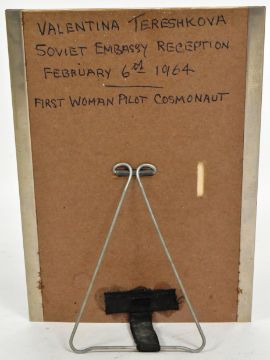 VALENTINA TERESHKOVA
SOVIET EMBASSY RECEPTION
FEBRUARY 6th 1964
FIRST WOMAN PILOT COSMONAUT